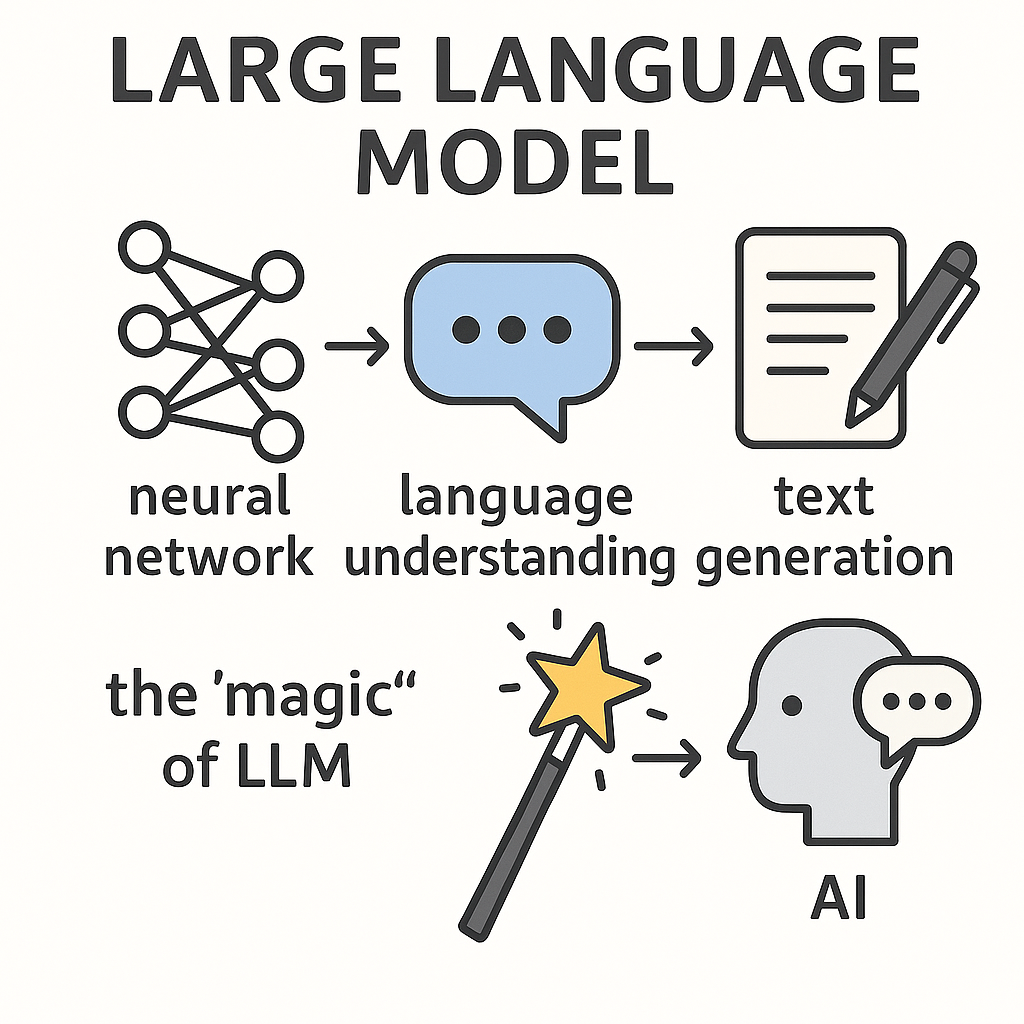 LARGE LANGUAGE
MODEL
neural
network
language
understanding
text
generation
the 'magic“
of LLM
AI